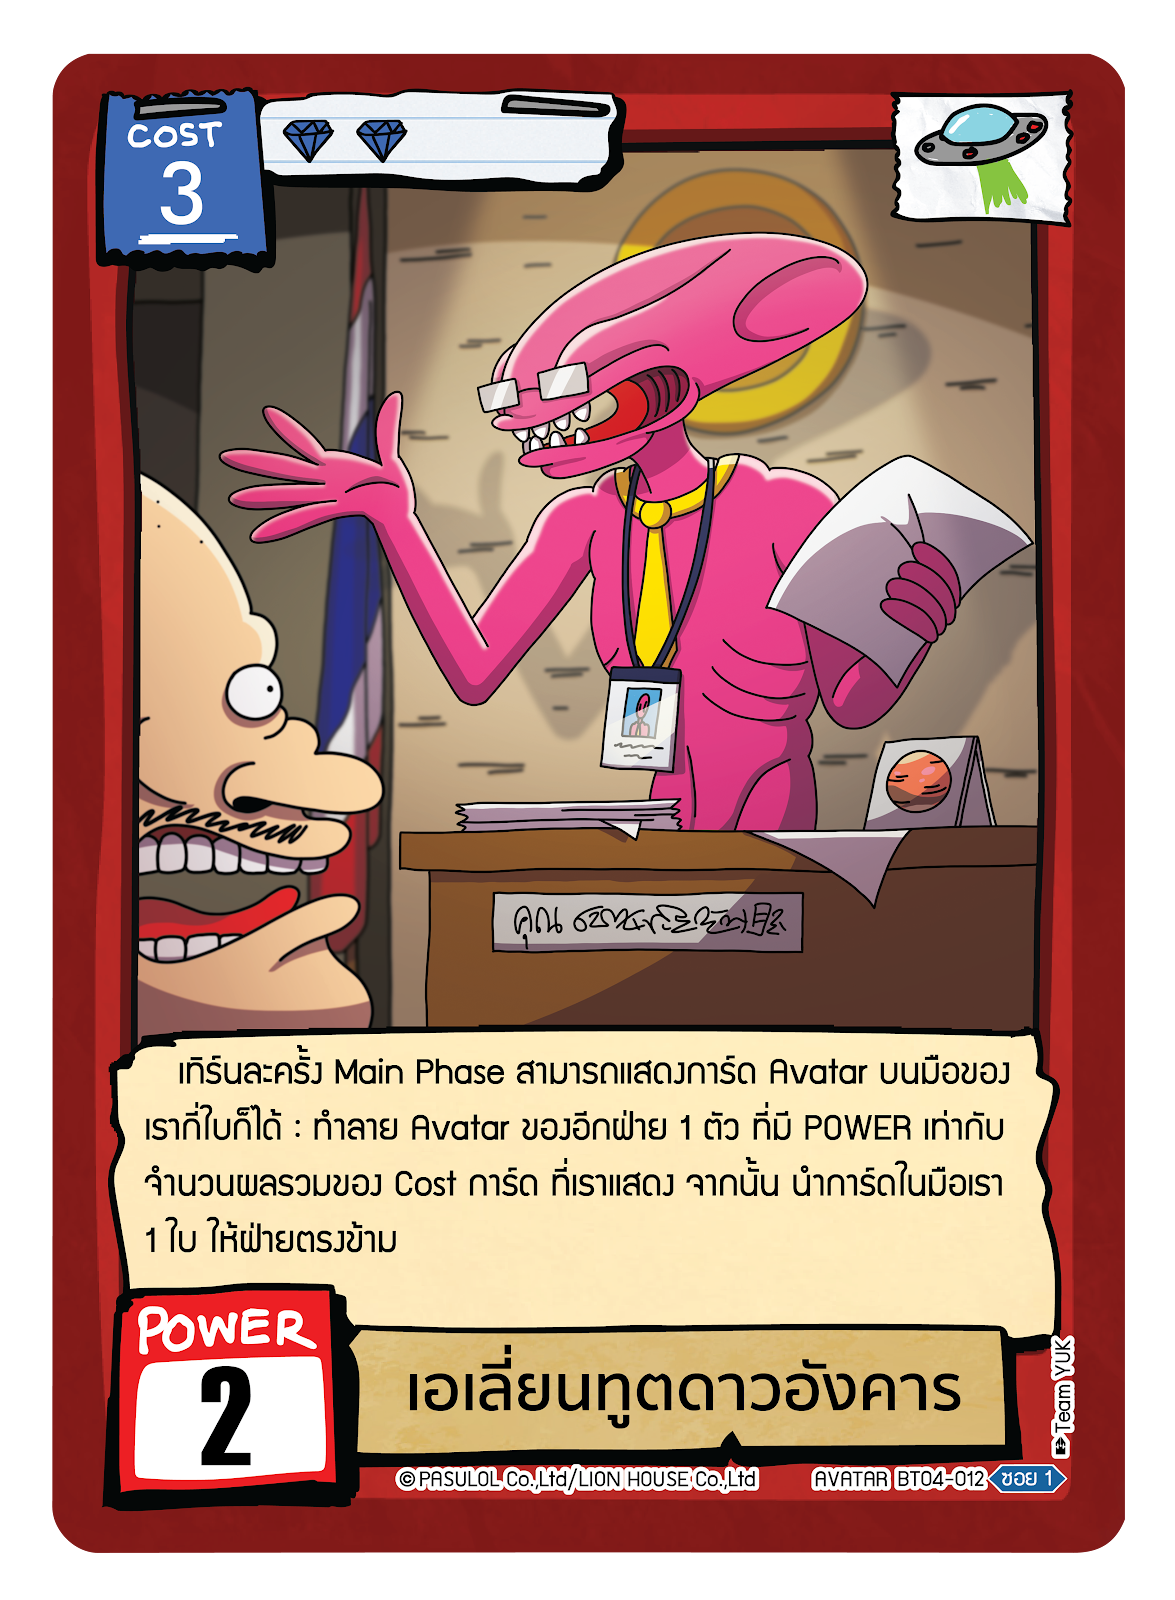 COST
3
เทิร์นละครั้ง Main Phase สามารถแสดงการ์ด Avatar บนมือของ
เรากี่ใบก็ได้ : ทำลาย Avatar ของอีกฝ่าย 1 ตัว ที่มี POWER เท่ากับ
จำนวนผลรวมของ Cost การ์ด ที่เราแสดง จากนั้น นำการ์ดในมือเรา
1 ใบ ให้ฝ่ายตรงข้าม
คุณ
POWER
2
เอเลี่ยนทูตดาวอังคาร
Team YUK
© PASULOL Co.,Ltd/LION HOUSE Co.,Ltd
AVATAR BT04-012 ซอย 1